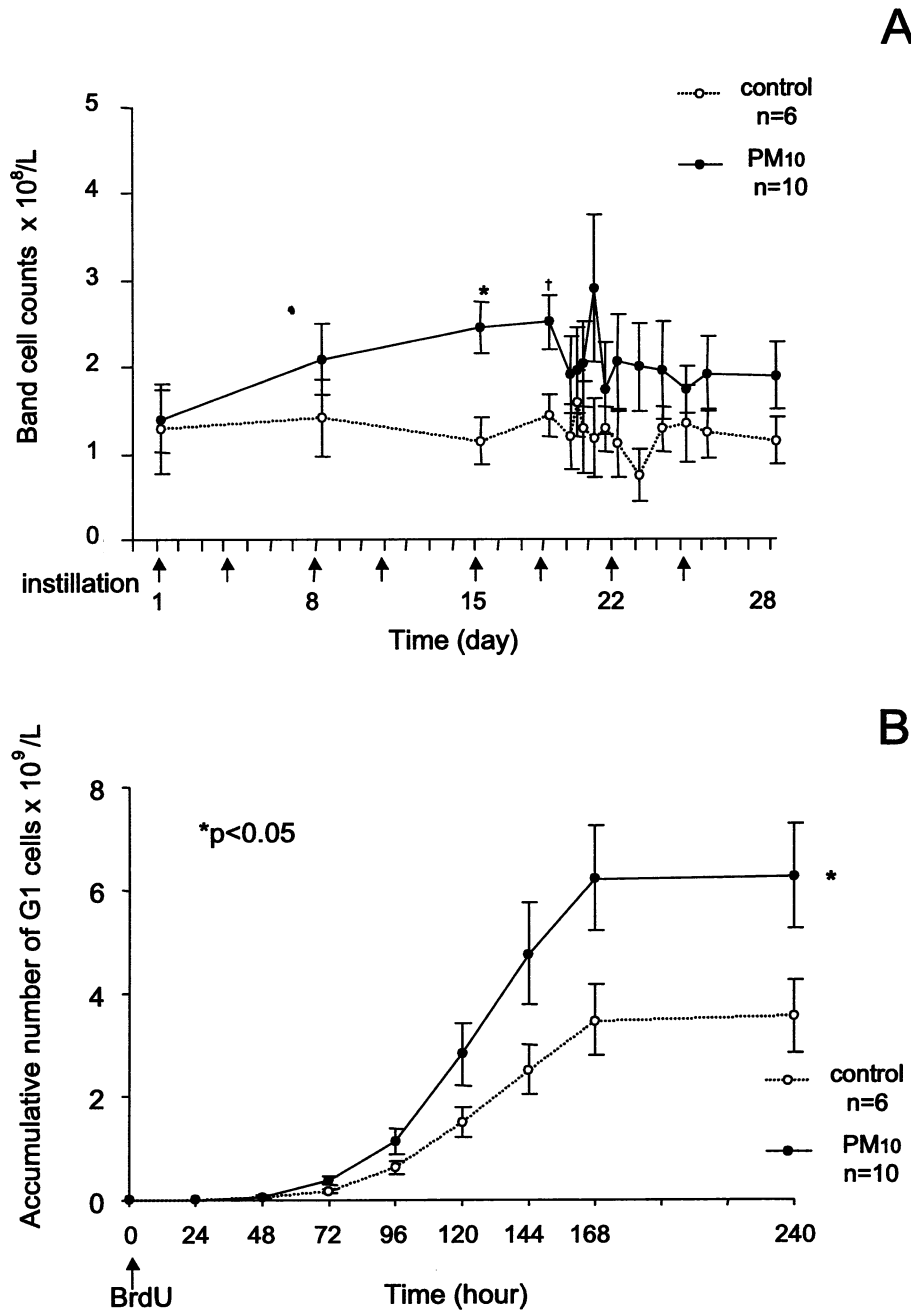 A
control
n=6
PM10
n=10
Band cell counts x 10⁸/L
5
4
3
2
1
0
*
†
instillation
1 8 15 22 28
Time (day)
B
Accumulative number of G1 cells x 10⁹/L
8
6
4
2
0
*p<0.05
*
control
n=6
PM10
n=10
0 24 48 72 96 120 144 168 240
BrdU
Time (hour)